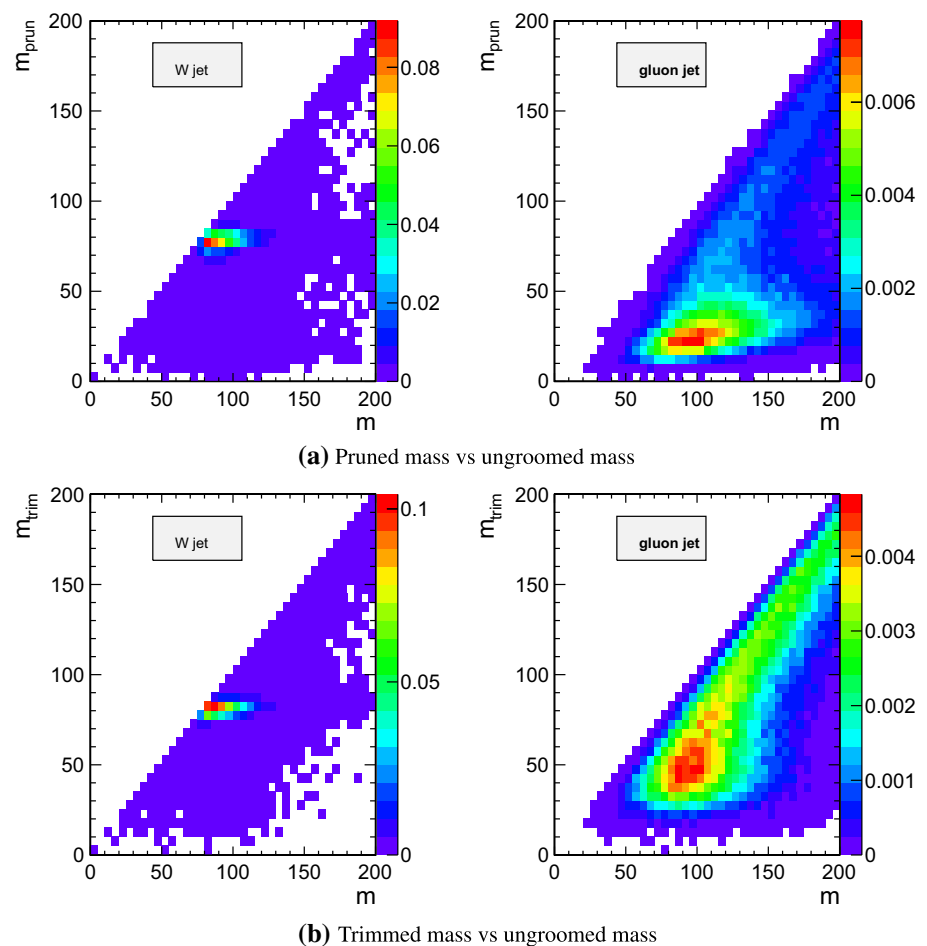 m_prun
200
150
100
50
0
W jet
0.08
0.06
0.04
0.02
0
0 50 100 150 200
m
m_prun
200
150
100
50
0
gluon jet
0.006
0.004
0.002
0
0 50 100 150 200
m
(a) Pruned mass vs ungroomed mass
m_trim
200
150
100
50
0
W jet
0.1
0.05
0
0 50 100 150 200
m
m_trim
200
150
100
50
0
gluon jet
0.004
0.003
0.002
0.001
0
0 50 100 150 200
m
(b) Trimmed mass vs ungroomed mass